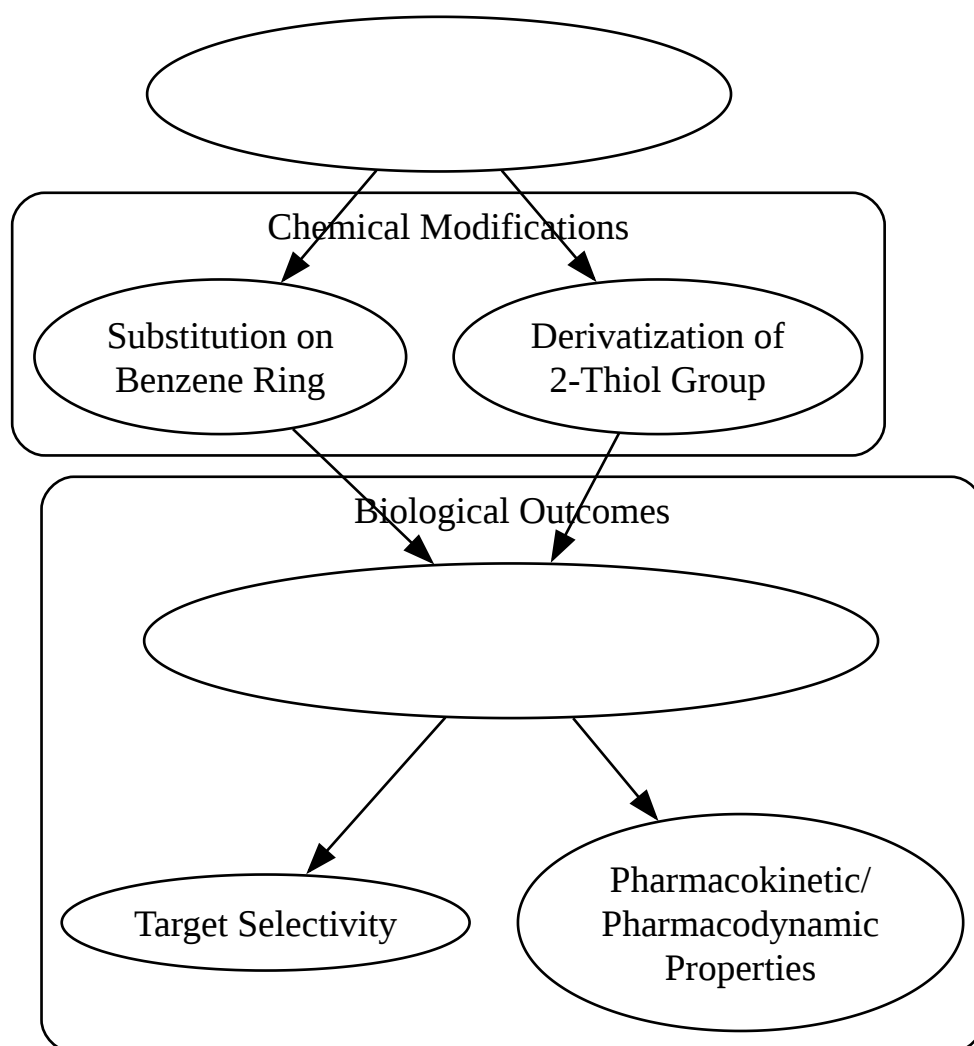 Chemical Modifications
Substitution on
Benzene Ring
Derivatization of
2-Thiol Group
Biological Outcomes
Target Selectivity
Pharmacokinetic/
Pharmacodynamic
Properties